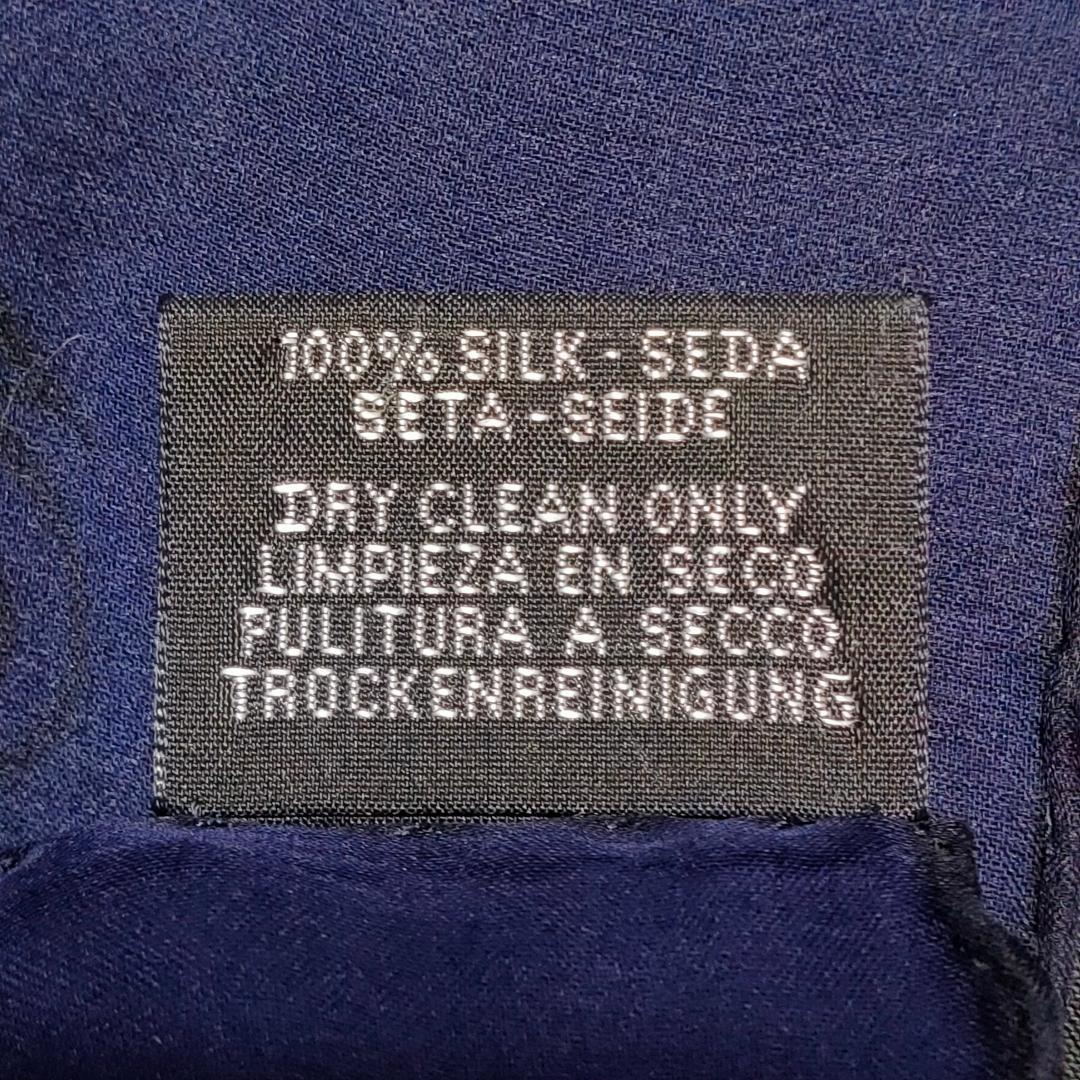 100% SILK - SEDA
SETA - SEIDE
DRY CLEAN ONLY
LIMPIEZA EN SECO
PULITURA A SECCO
TROCKENREINIGUNG